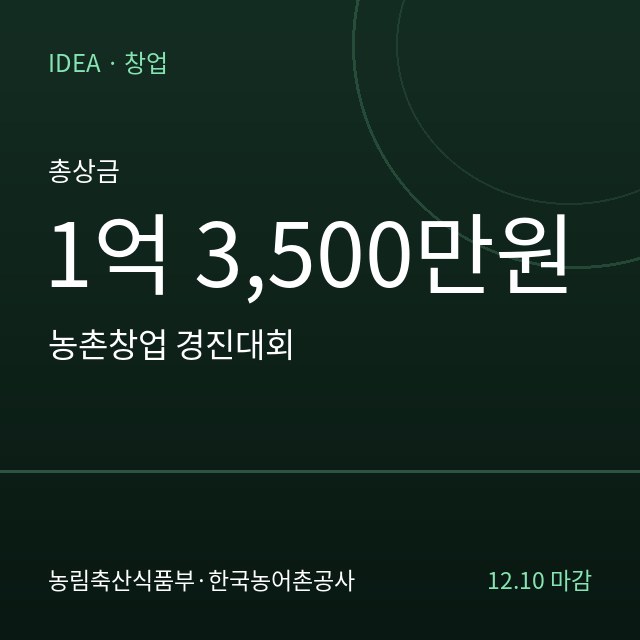 IDEA · 창업
총상금
1억 3,500만원
농촌창업 경진대회
농림축산식품부·한국농어촌공사
12.10 마감